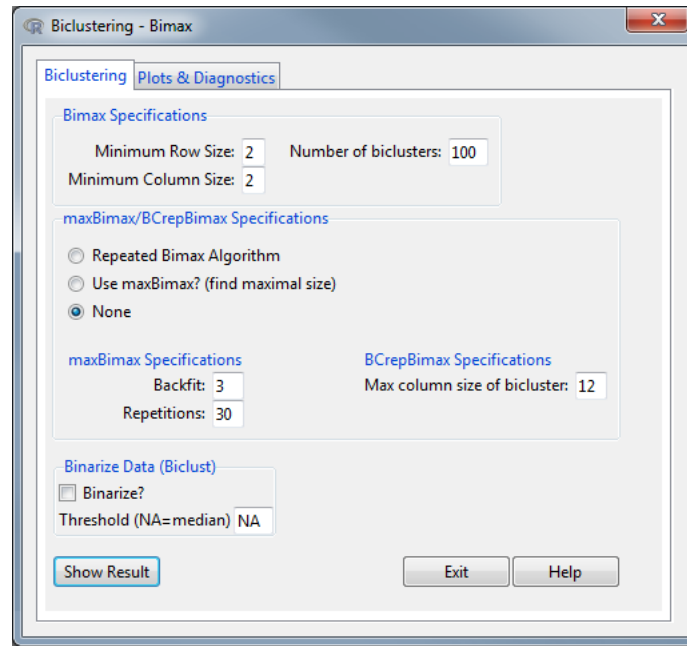 Biclustering - Bimax
Biclustering Plots & Diagnostics
Bimax Specifications
Minimum Row Size: 2 Number of biclusters: 100
Minimum Column Size: 2
maxBimax/BCrepBimax Specifications
Repeated Bimax Algorithm
Use maxBimax? (find maximal size)
None
maxBimax Specifications BCrepBimax Specifications
Backfit: 3 Max column size of bicluster: 12
Repetitions: 30
Binarize Data (Biclust)
Binarize?
Threshold (NA=median) NA
Show Result Exit Help